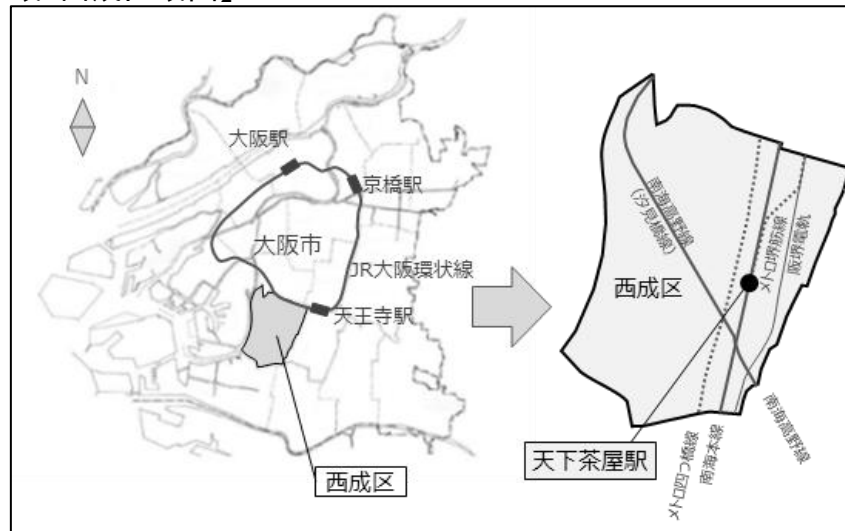 N
大阪駅
京橋駅
大阪市
JR大阪環状線
天王寺駅
西成区
南海高野線
(汐見橋線)
メトロ堺筋線
阪堺電軌
西成区
天下茶屋駅
メトロ四つ橋線
南海本線
南海高野線